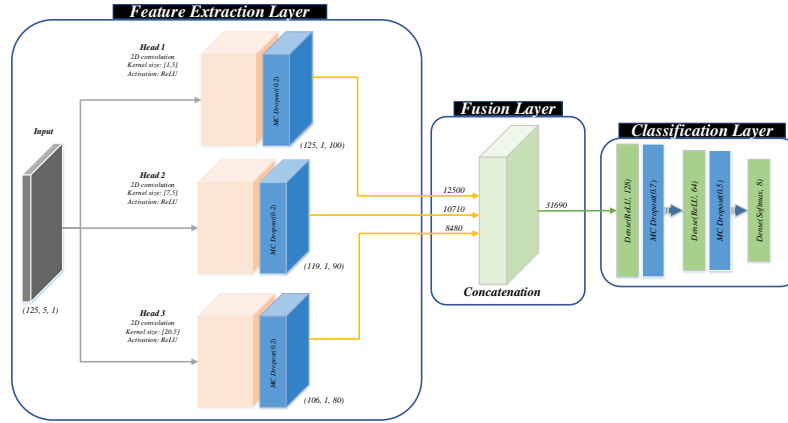 Feature Extraction Layer
Head 1
2D convolution
Kernel size: [1,5]
Activation: ReLU
MC Dropout(0.2)
(125, 1, 100)
Input
(125, 5, 1)
Head 2
2D convolution
Kernel size: [7,5]
Activation: ReLU
MC Dropout(0.2)
(119, 1, 90)
Head 3
2D convolution
Kernel size: [20,5]
Activation: ReLU
MC Dropout(0.2)
(106, 1, 80)
Fusion Layer
12500
10710
8480
31690
Concatenation
Classification Layer
Dense(ReLU, 128)
MC Dropout(0.7)
Dense(ReLU, 64)
MC Dropout(0.5)
Dense(Softmax, 8)